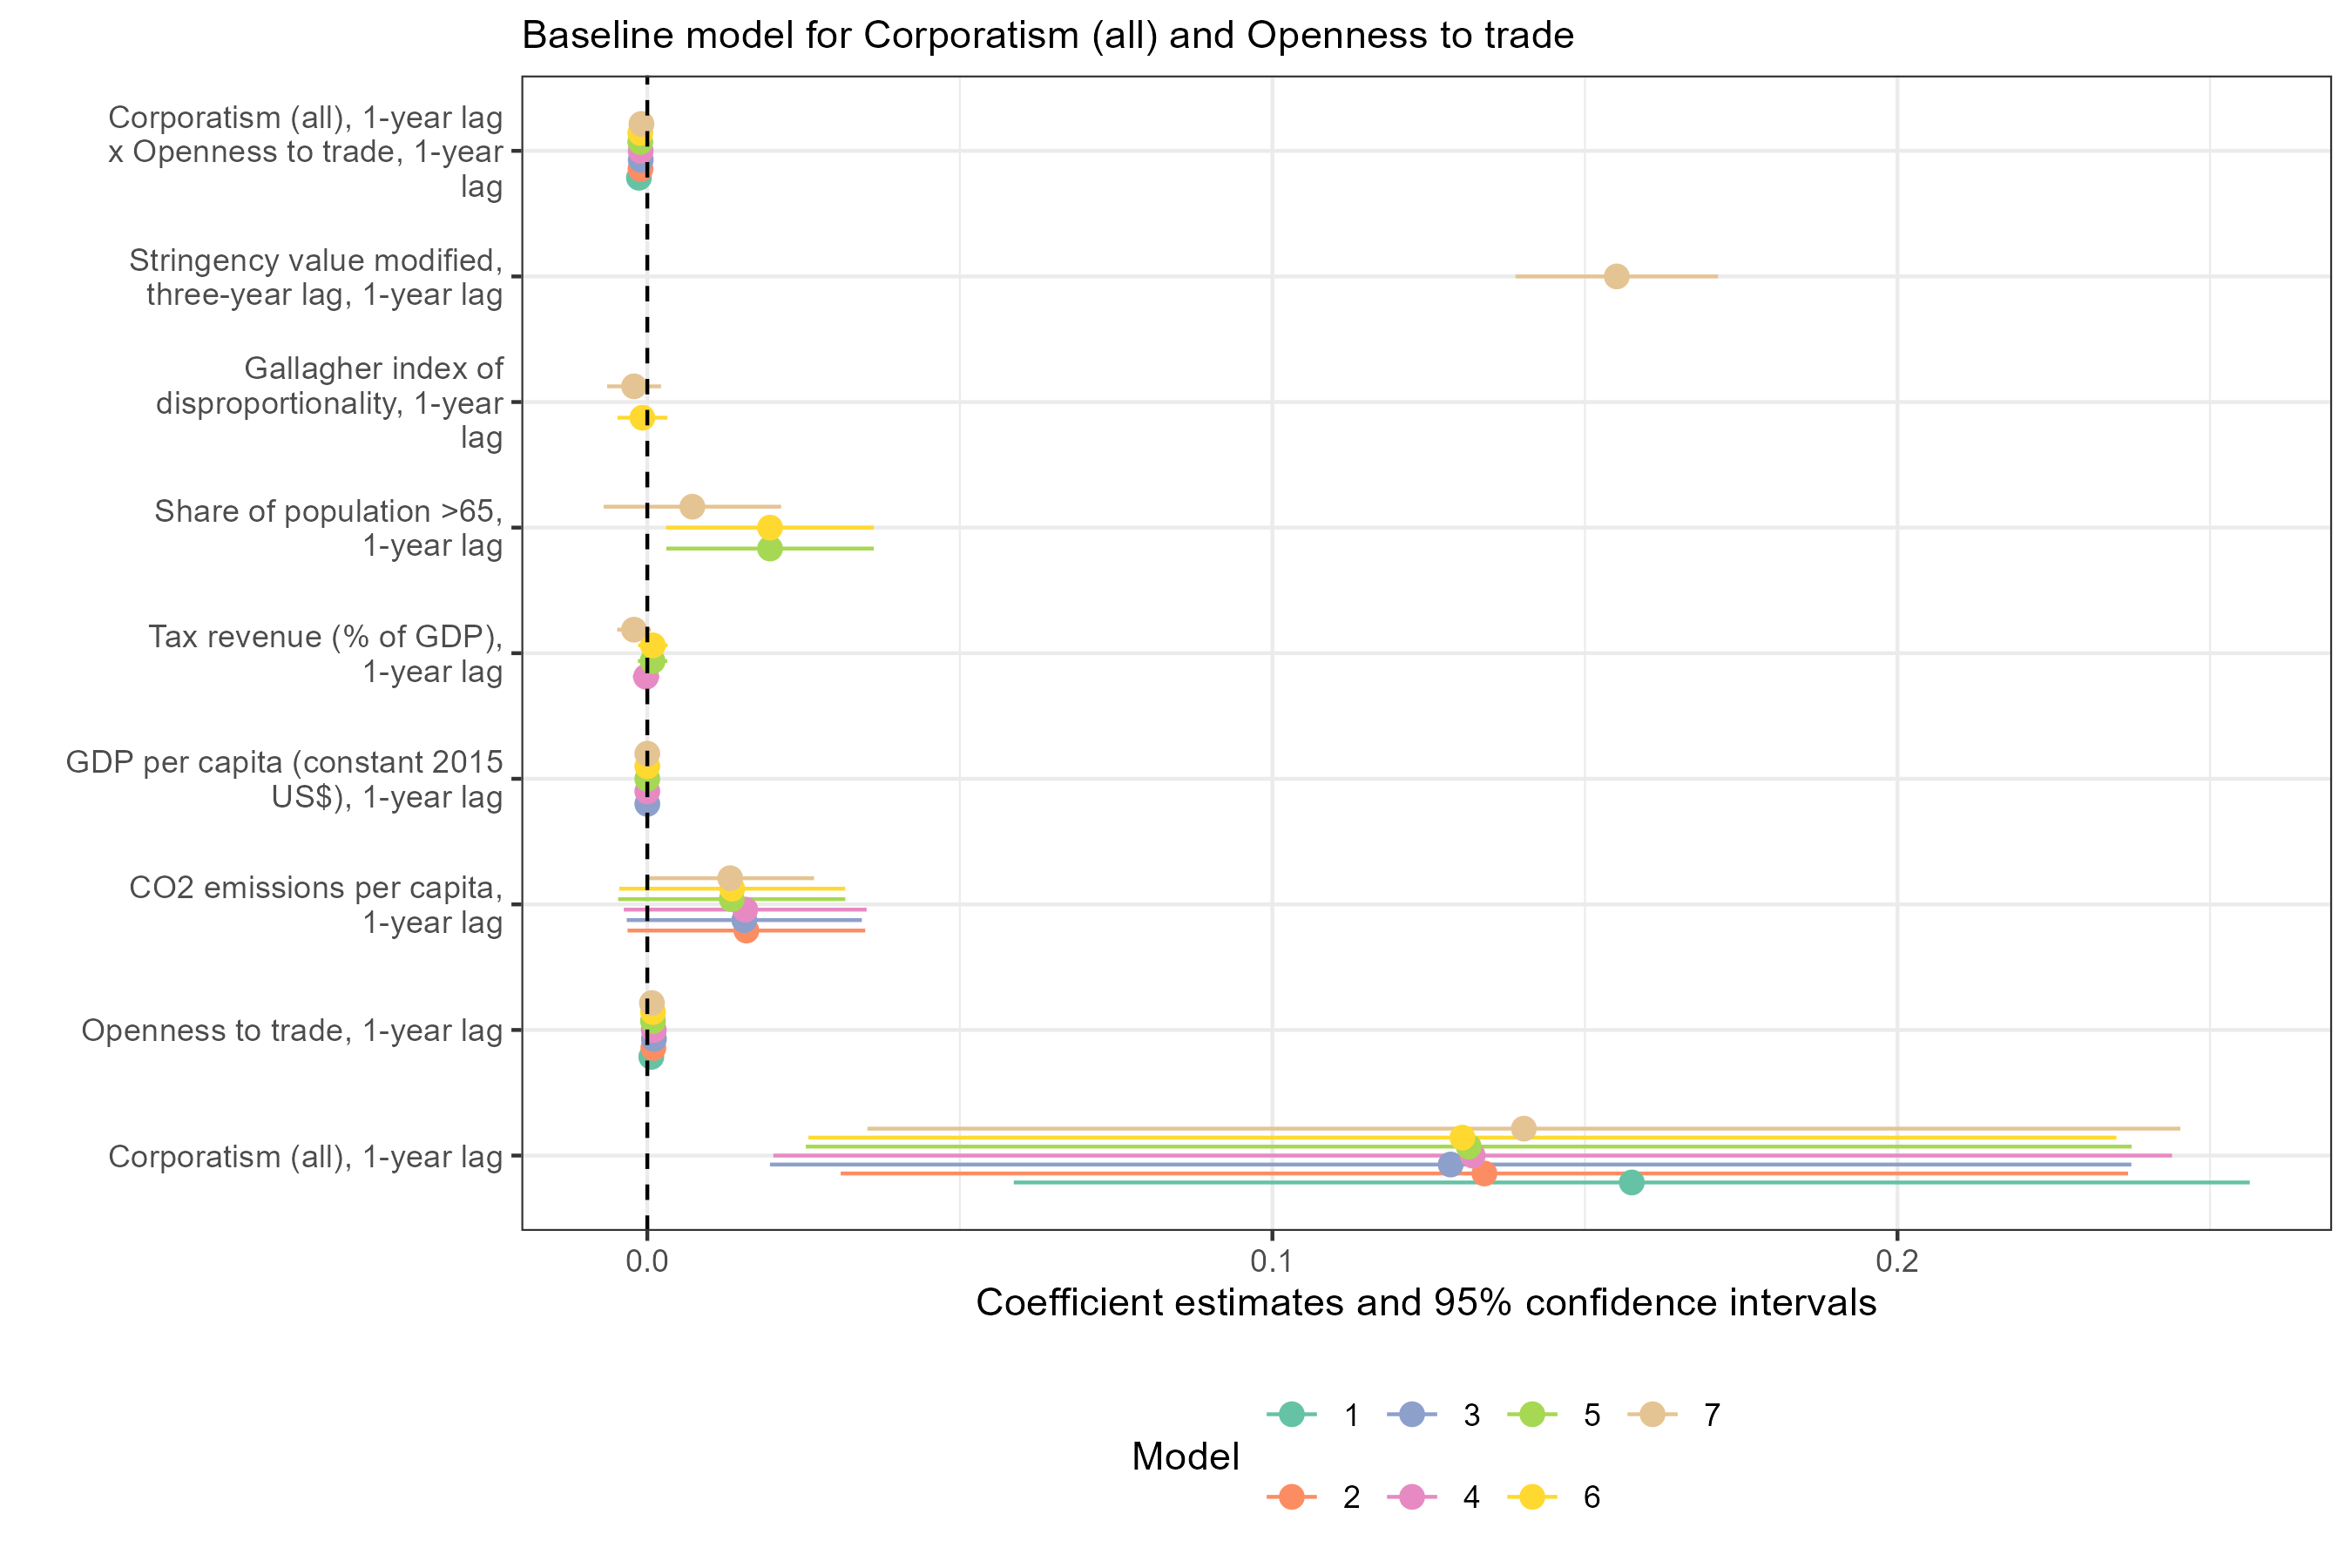 Baseline model for Corporatism (all) and Openness to trade
Corporatism (all), 1-year lag
x Openness to trade, 1-year
lag
Stringency value modified,
three-year lag, 1-year lag
Gallagher index of
disproportionality, 1-year
lag
Share of population >65,
1-year lag
Tax revenue (% of GDP),
1-year lag
GDP per capita (constant 2015
US$), 1-year lag
CO2 emissions per capita,
1-year lag
Openness to trade, 1-year lag
Corporatism (all), 1-year lag
0.0 0.1 0.2
Coefficient estimates and 95% confidence intervals
Model
1 3 5 7
2 4 6